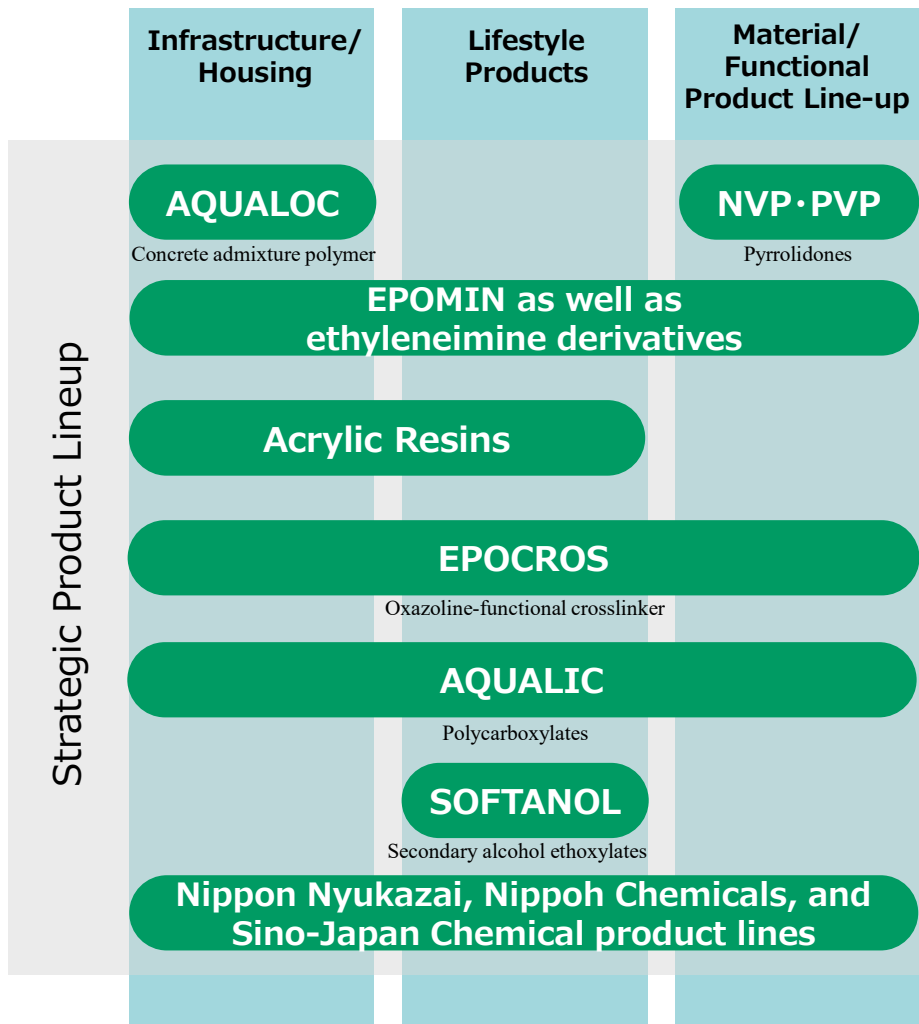 Infrastructure/
Housing
Lifestyle
Products
Material/
Functional
Product Line-up
Strategic Product Lineup
AQUALOC
Concrete admixture polymer
NVP・PVP
Pyrrolidones
EPOMIN as well as
ethyleneimine derivatives
Acrylic Resins
EPOCROS
Oxazoline-functional crosslinker
AQUALIC
Polycarboxylates
SOFTANOL
Secondary alcohol ethoxylates
Nippon Nyukazai, Nippoh Chemicals, and
Sino-Japan Chemical product lines